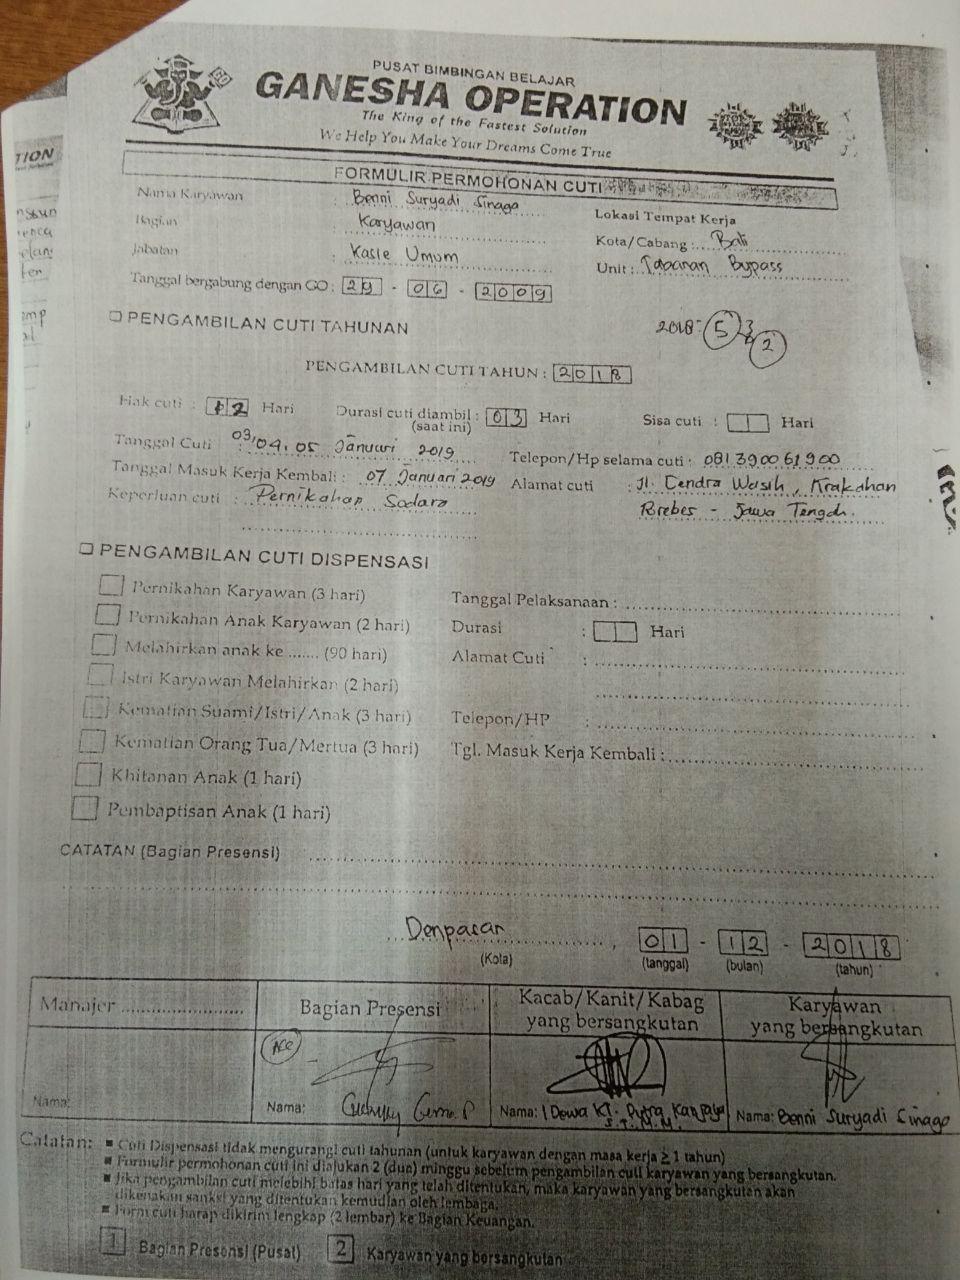 PUSAT BIMBINGAN BELAJAR
GANESHA OPERATION
The King of the Fastest Solution
We Help You Make Your Dreams Come True
FORMULIR PERMOHONAN CUTI
Nama Karyawan : Benni Suryadi Sinaga
Bagian : Karyawan
Jabatan : Kasie Umum
Tanggal bergabung dengan GO : 29 - 06 - 2009
Lokasi Tempat Kerja
Kota/Cabang : Bali
Unit : Tabanan Bypass
PENGAMBILAN CUTI TAHUNAN
2018 : 5 2
PENGAMBILAN CUTI TAHUN : 2018
Hak cuti : 12 Hari
Durasi cuti diambil : 03 Hari
(saat ini)
Sisa cuti : Hari
Tanggal Cuti : 03, 04, 05 Januari 2019
Telepon/Hp selama cuti : 081390061900
Tanggal Masuk Kerja Kembali : 07 Januari 2019
Alamat cuti : Jl. Cendra Wasih, Krakahan
Brebes - Jawa Tengah.
Keperluan cuti : Pernikahan Sodara
PENGAMBILAN CUTI DISPENSASI
Pernikahan Karyawan (3 hari)
Pernikahan Anak Karyawan (2 hari)
Melahirkan anak ke ....... (90 hari)
Istri Karyawan Melahirkan (2 hari)
Kematian Suami/Istri/Anak (3 hari)
Kematian Orang Tua/Mertua (3 hari)
Khitanan Anak (1 hari)
Pembaptisan Anak (1 hari)
Tanggal Pelaksanaan :
Durasi : Hari
Alamat Cuti :
Telepon/HP :
Tgl. Masuk Kerja Kembali :
CATATAN (Bagian Presensi)
Denpasar, 01 - 12 - 2018
(Kota) (tanggal) (bulan) (tahun)
Manajer
Nama:
Bagian Presensi
ACC
Nama:
Kacab/Kanit/Kabag
yang bersangkutan
Nama: I Dewa Kt. Putra Kanjaya
S.T., M.M.
Karyawan
yang bersangkutan
Nama: Benni Suryadi Sinaga
Catatan:
▪ Cuti Dispensasi tidak mengurangi cuti tahunan (untuk karyawan dengan masa kerja ≥ 1 tahun)
▪ Formulir permohonan cuti ini diajukan 2 (dua) minggu sebelum pengambilan cuti karyawan yang bersangkutan.
▪ Jika pengambilan cuti melebihi batas hari yang telah ditentukan, maka karyawan yang bersangkutan akan
dikenakan sanksi yang ditentukan kemudian oleh lembaga.
▪ Form cuti harap dikirim lengkap (2 lembar) ke Bagian Keuangan.
1 Bagian Presensi (Pusat) 2 Karyawan yang bersangkutan